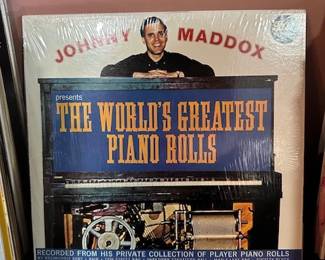 JOHNNY MADDOX
presents
THE WORLD'S GREATEST
PIANO ROLLS
RECORDED FROM HIS PRIVATE COLLECTION OF PLAYER PIANO ROLLS